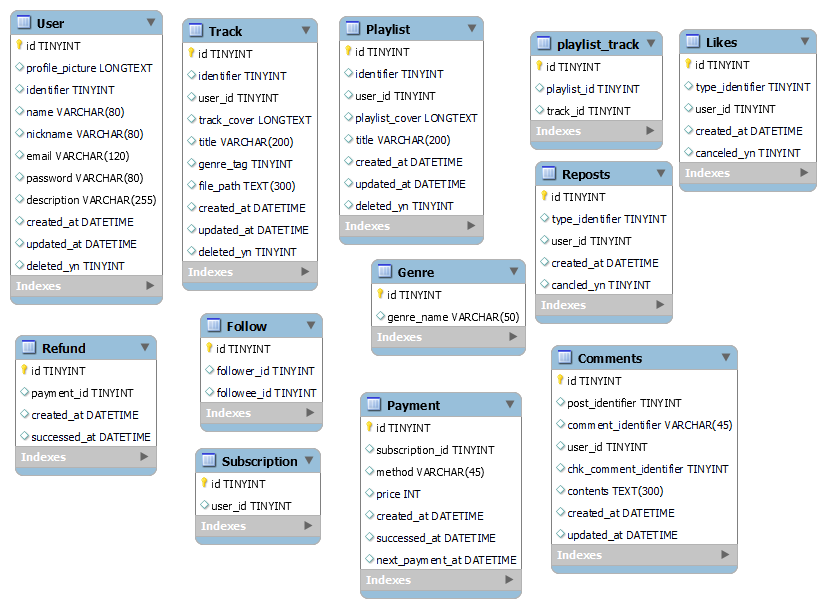 User
id TINYINT
profile_picture LONGTEXT
identifier TINYINT
name VARCHAR(80)
nickname VARCHAR(80)
email VARCHAR(120)
password VARCHAR(80)
description VARCHAR(255)
created_at DATETIME
updated_at DATETIME
deleted_yn TINYINT
Indexes
Track
id TINYINT
identifier TINYINT
user_id TINYINT
track_cover LONGTEXT
title VARCHAR(200)
genre_tag TINYINT
file_path TEXT(300)
created_at DATETIME
updated_at DATETIME
deleted_yn TINYINT
Indexes
Playlist
id TINYINT
identifier TINYINT
user_id TINYINT
playlist_cover LONGTEXT
title VARCHAR(200)
created_at DATETIME
updated_at DATETIME
deleted_yn TINYINT
Indexes
playlist_track
id TINYINT
playlist_id TINYINT
track_id TINYINT
Indexes
Likes
id TINYINT
type_identifier TINYINT
user_id TINYINT
created_at DATETIME
canceled_yn TINYINT
Indexes
Reposts
id TINYINT
type_identifier TINYINT
user_id TINYINT
created_at DATETIME
cancled_yn TINYINT
Indexes
Genre
id TINYINT
genre_name VARCHAR(50)
Indexes
Refund
id TINYINT
payment_id TINYINT
created_at DATETIME
successed_at DATETIME
Indexes
Follow
id TINYINT
follower_id TINYINT
followee_id TINYINT
Indexes
Subscription
id TINYINT
user_id TINYINT
Indexes
Payment
id TINYINT
subscription_id TINYINT
method VARCHAR(45)
price INT
created_at DATETIME
successed_at DATETIME
next_payment_at DATETIME
Indexes
Comments
id TINYINT
post_identifier TINYINT
comment_identifier VARCHAR(45)
user_id TINYINT
chk_comment_identifier TINYINT
contents TEXT(300)
created_at DATETIME
updated_at DATETIME
Indexes